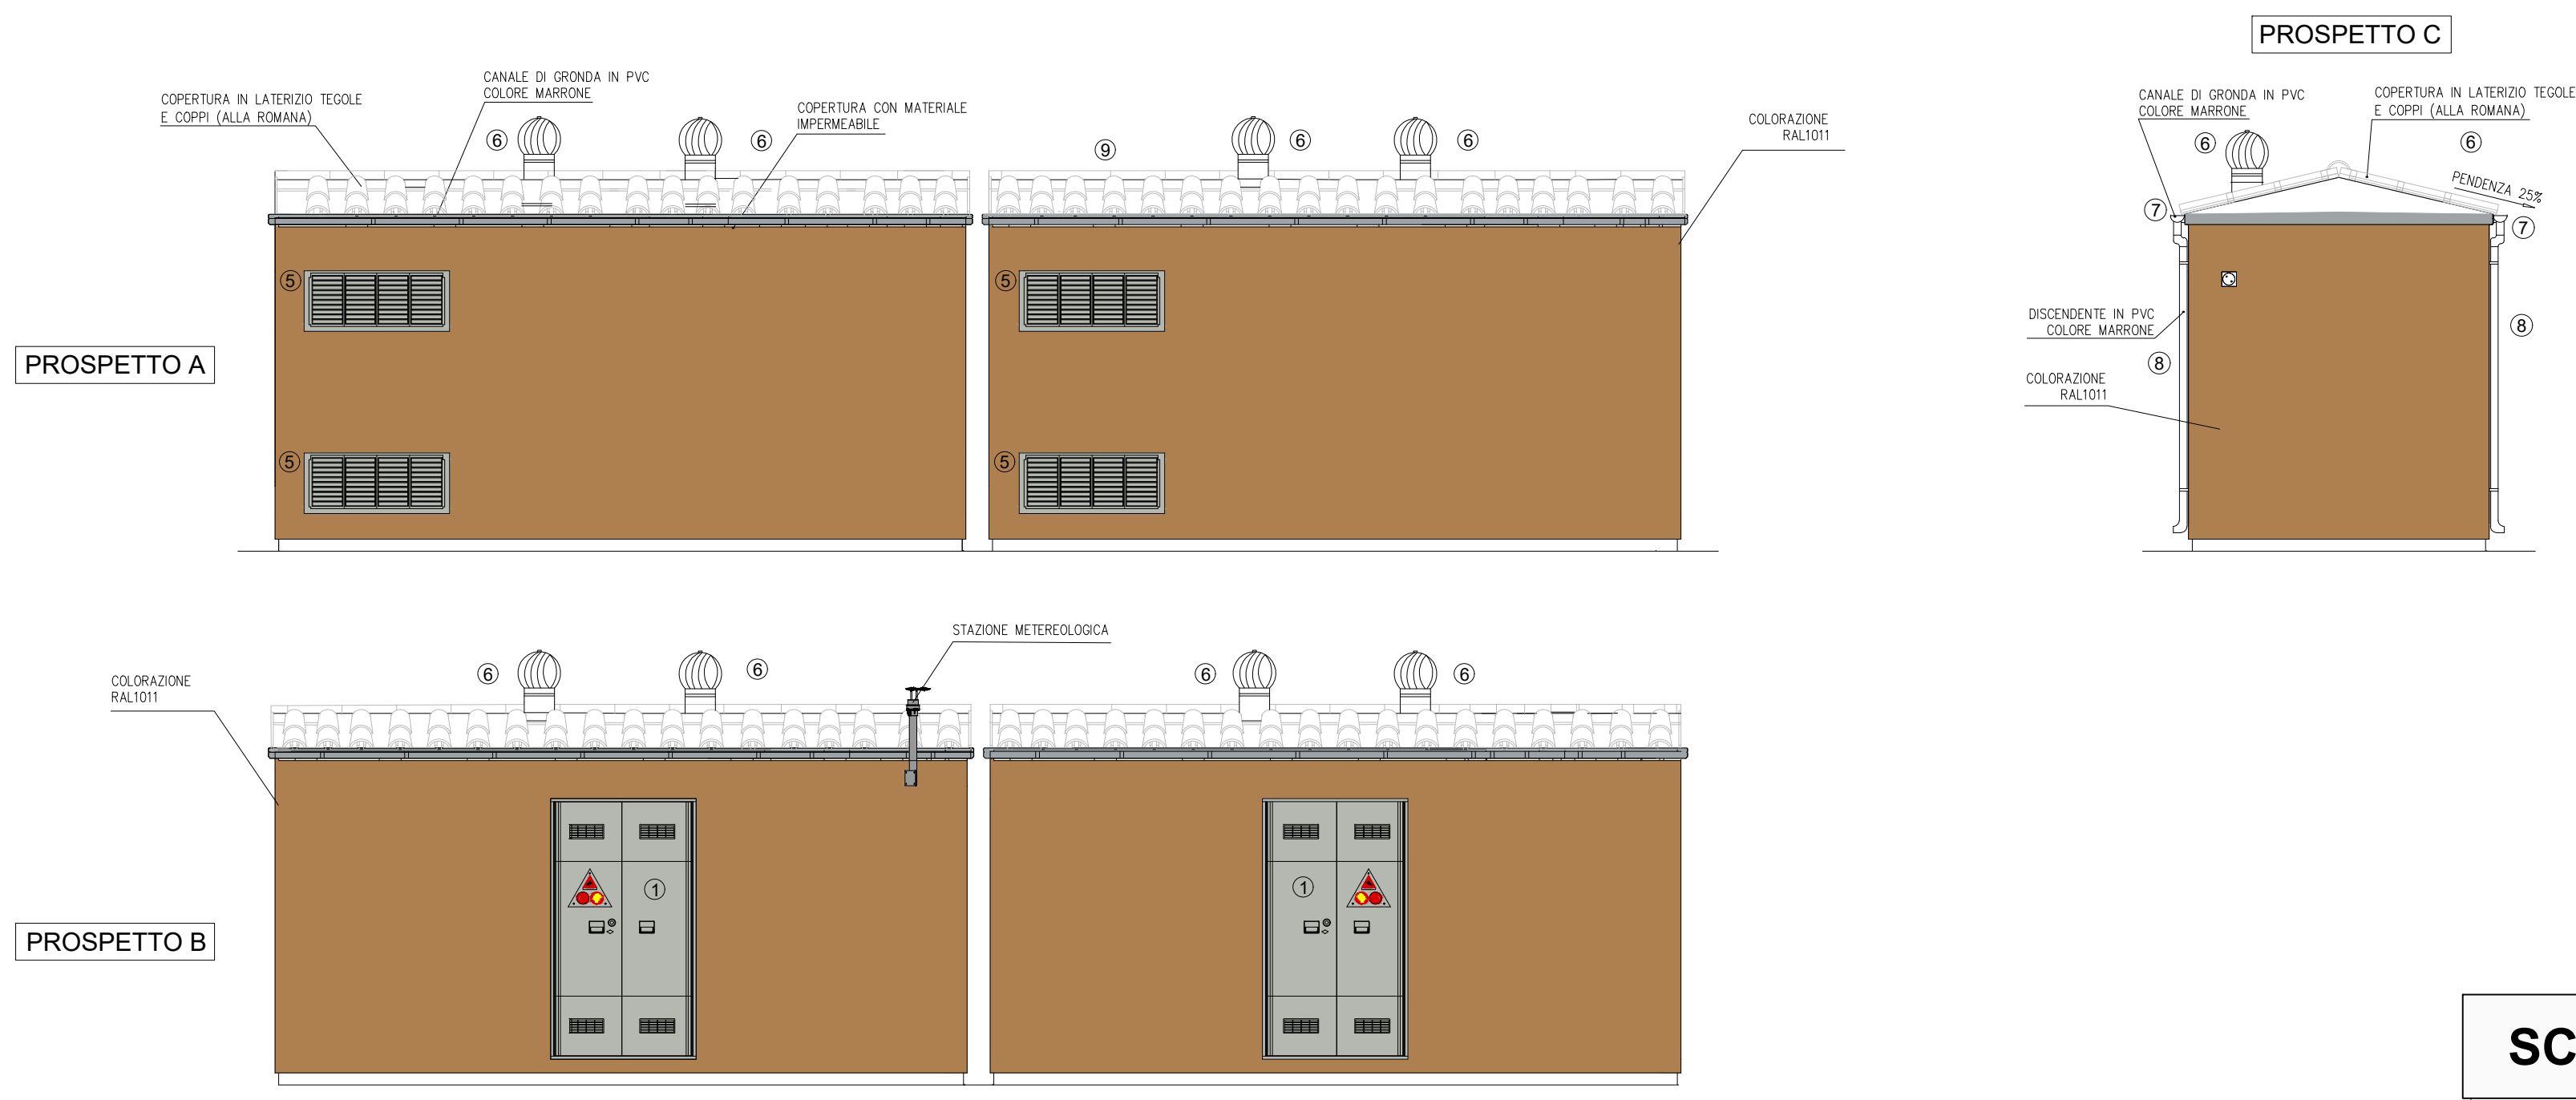 PROSPETTO C
CANALE DI GRONDA IN PVC
COLORE MARRONE
COPERTURA IN LATERIZIO TEGOLE
E COPPI (ALLA ROMANA)
COPERTURA CON MATERIALE
IMPERMEABILE
COLORAZIONE
RAL1011
6
6
9
6
6
5
5
5
5
PROSPETTO A
CANALE DI GRONDA IN PVC
COLORE MARRONE
COPERTURA IN LATERIZIO TEGOLE
E COPPI (ALLA ROMANA)
6
6
PENDENZA 25%
7
7
DISCENDENTE IN PVC
COLORE MARRONE
8
8
COLORAZIONE
RAL1011
STAZIONE METEREOLOGICA
COLORAZIONE
RAL1011
6
6
6
6
1
1
PROSPETTO B
SC